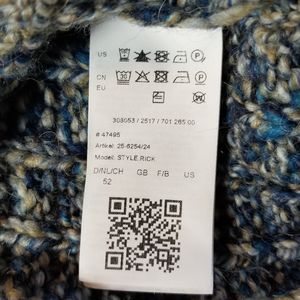 US
CN
EU
30
303053 / 2517 / 701 265 00
# 47495
Artikel: 25-6254/24
Model: STYLE RICK
D/NL/CH GB F/B US
52